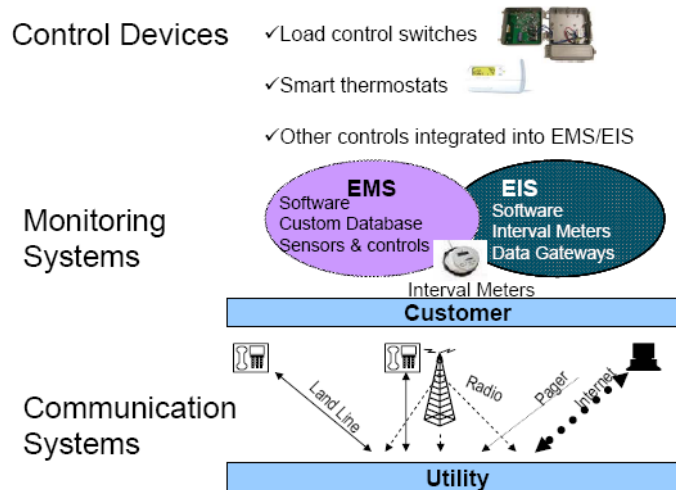 Control Devices
✓Load control switches
✓Smart thermostats
✓Other controls integrated into EMS/EIS
Monitoring
Systems
EMS
Software
Custom Database
Sensors & controls
EIS
Software
Interval Meters
Data Gateways
Interval Meters
Customer
Communication
Systems
Land Line
Radio
Pager
Internet
Utility